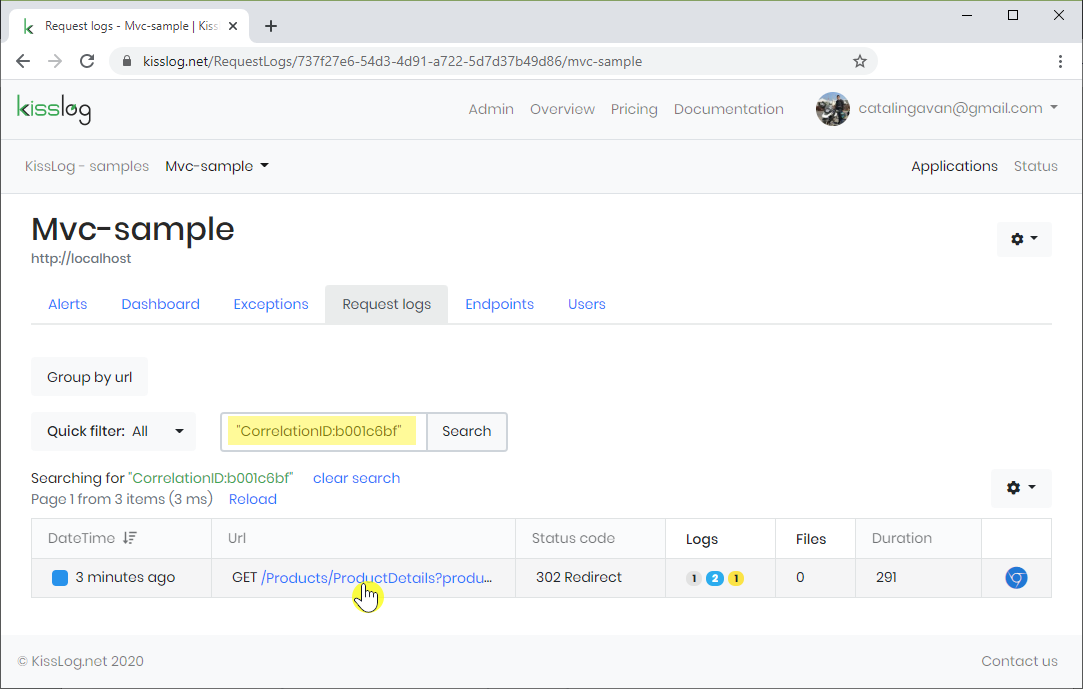 Request logs - Mvc-sample | Kiss
kisslog.net/RequestLogs/737f27e6-54d3-4d91-a722-5d7d37b49d86/mvc-sample
kisslog
Admin Overview Pricing Documentation catalingavan@gmail.com
KissLog - samples Mvc-sample Applications Status
Mvc-sample
http://localhost
Alerts Dashboard Exceptions Request logs Endpoints Users
Group by url
Quick filter: All "CorrelationID:b001c6bf" Search
Searching for "CorrelationID:b001c6bf" clear search
Page 1 from 3 items (3 ms) Reload
DateTime Url Status code Logs Files Duration
3 minutes ago GET /Products/ProductDetails?produ... 302 Redirect 1 2 1 0 291
© KissLog.net 2020 Contact us